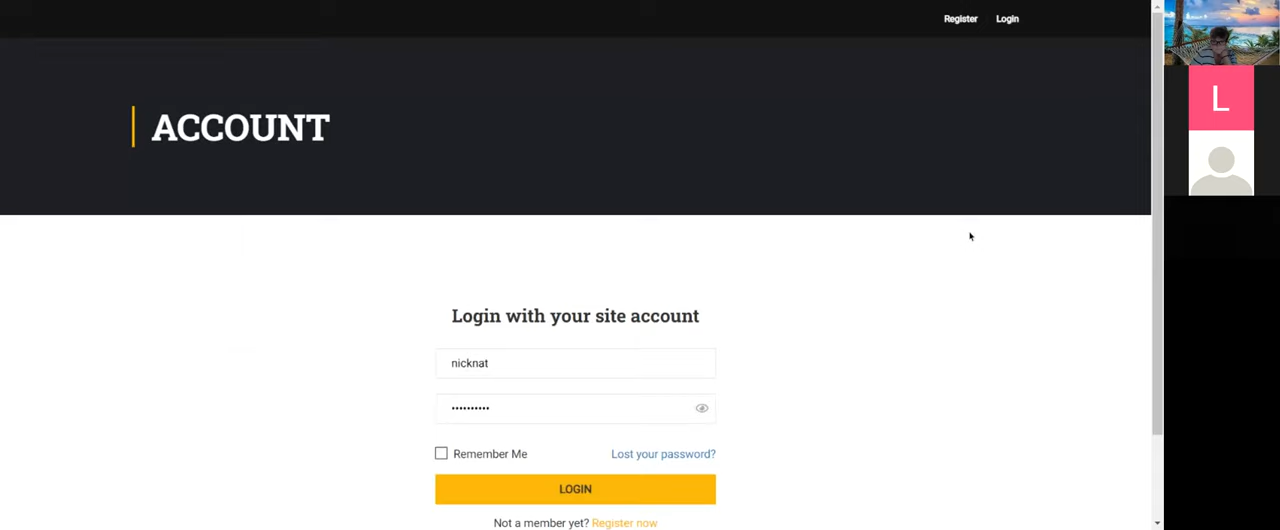 Register Login
ACCOUNT
L
Login with your site account
nicknat
••••••••••
Remember Me Lost your password?
LOGIN
Not a member yet? Register now